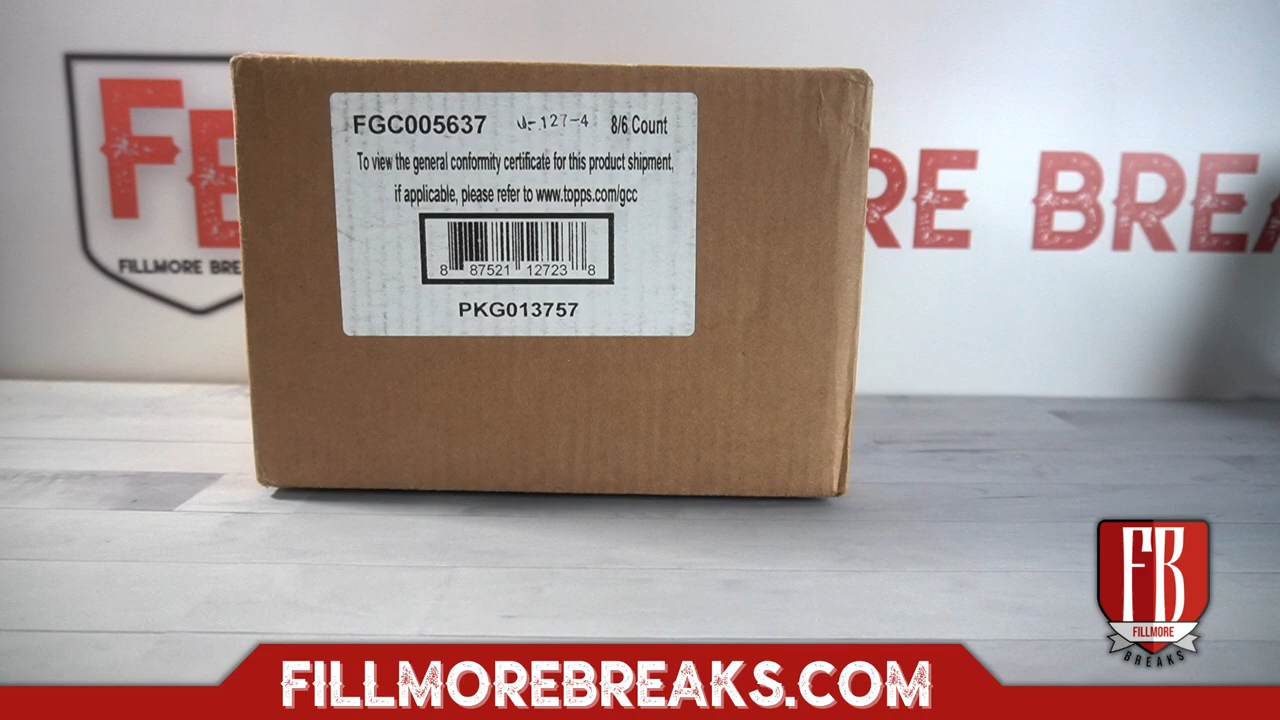 FB
FILLMORE BRE
RE BREA
FGC005637 J-127-4 8/6 Count
To view the general conformity certificate for this product shipment,
if applicable, please refer to www.topps.com/gcc
8 87521 12723 8
PKG013757
FB
FILLMORE
BREAKS
FILLMOREBREAKS.COM